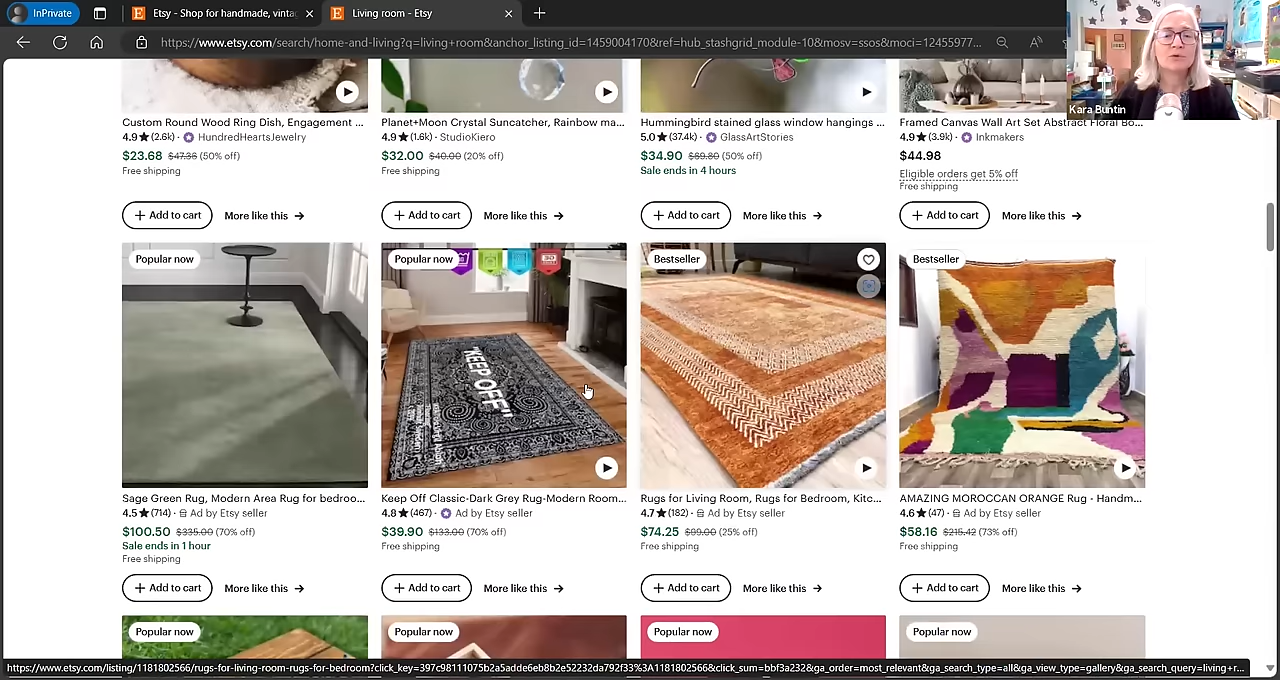 InPrivate
Etsy - Shop for handmade, vintag
Living room - Etsy
https://www.etsy.com/search/home-and-living?q=living+room&anchor_listing_id=1459004170&ref=hub_stashgrid_module-10&mosv=ssos&moci=12455977...
Kara Buntin
Custom Round Wood Ring Dish, Engagement ...
4.9★(2.6k) · HundredHeartsJewelry
$23.68 $47.36 (50% off)
Free shipping
+ Add to cart
More like this →
Planet+Moon Crystal Suncatcher, Rainbow ma...
4.9★(1.6k) · StudioKiero
$32.00 $40.00 (20% off)
Free shipping
+ Add to cart
More like this →
Hummingbird stained glass window hangings ...
5.0★(37.4k) · GlassArtStories
$34.90 $69.80 (50% off)
Sale ends in 4 hours
+ Add to cart
More like this →
Framed Canvas Wall Art Set Abstract Floral Bo...
4.9★(3.9k) · Inkmakers
$44.98
Eligible orders get 5% off
Free shipping
+ Add to cart
More like this →
Popular now
Sage Green Rug, Modern Area Rug for bedroo...
4.5★(714) · Ad by Etsy seller
$100.50 $335.00 (70% off)
Sale ends in 1 hour
Free shipping
+ Add to cart
More like this →
Popular now
"KEEP OFF"
Keep Off Classic-Dark Grey Rug-Modern Room...
4.8★(467) · Ad by Etsy seller
$39.90 $133.00 (70% off)
Free shipping
+ Add to cart
More like this →
Bestseller
Rugs for Living Room, Rugs for Bedroom, Kitc...
4.7★(182) · Ad by Etsy seller
$74.25 $99.00 (25% off)
Free shipping
+ Add to cart
More like this →
Bestseller
AMAZING MOROCCAN ORANGE Rug - Handm...
4.6★(47) · Ad by Etsy seller
$58.16 $215.42 (73% off)
Free shipping
+ Add to cart
More like this →
Popular now
Popular now
Popular now
Popular now
https://www.etsy.com/listing/1181802566/rugs-for-living-room-rugs-for-bedroom?click_key=397c98111075b2a5adde6eb8b2e52232da792f33%3A1181802566&click_sum=bbf3a232&ga_order=most_relevant&ga_search_type=all&ga_view_type=gallery&ga_search_query=living+r...